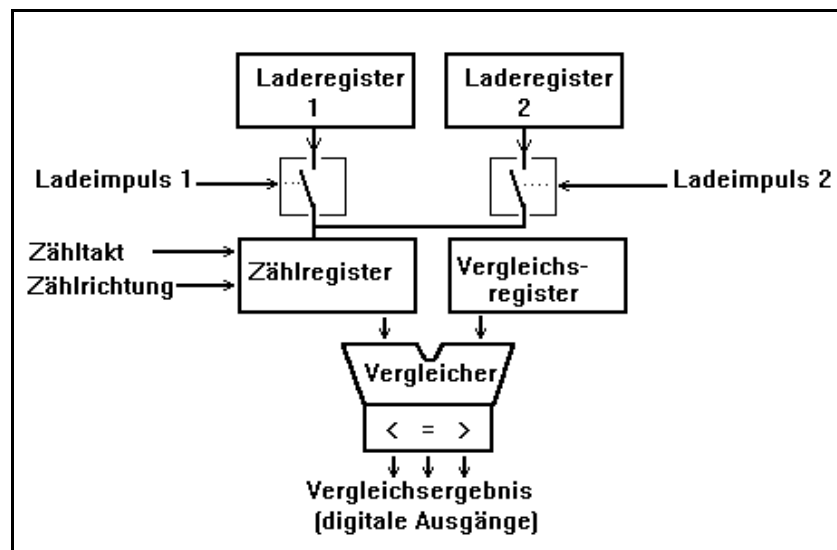 Laderegister
1
Laderegister
2
Ladeimpuls 1
Ladeimpuls 2
Zähltakt
Zählrichtung
Zählregister
Vergleichs-
register
Vergleicher
< = >
Vergleichsergebnis
(digitale Ausgänge)